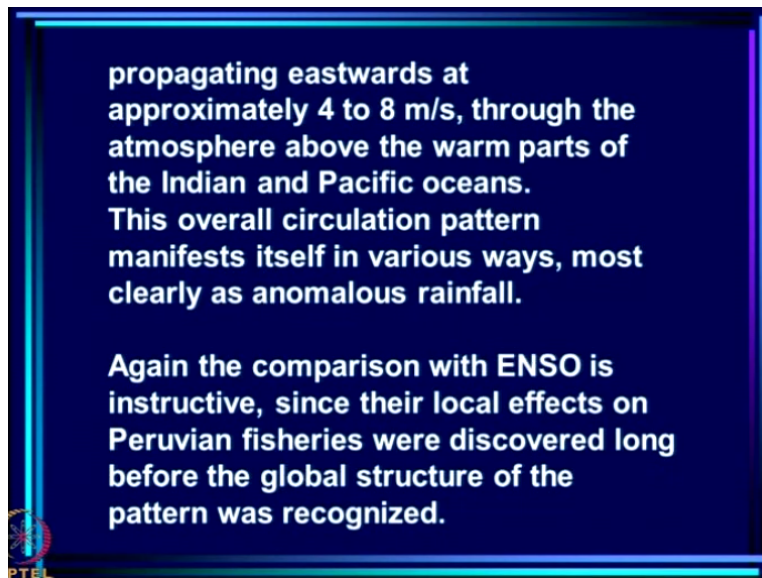 propagating eastwards at
approximately 4 to 8 m/s, through the
atmosphere above the warm parts of
the Indian and Pacific oceans.
This overall circulation pattern
manifests itself in various ways, most
clearly as anomalous rainfall.
Again the comparison with ENSO is
instructive, since their local effects on
Peruvian fisheries were discovered long
before the global structure of the
pattern was recognized.
PTEL